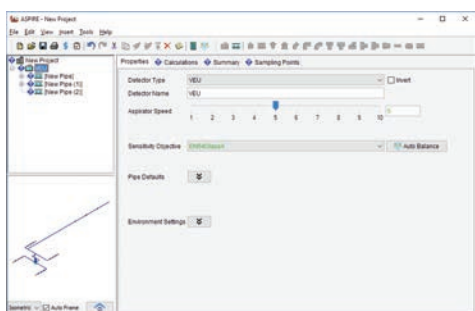 ASPIRE - New Project
File Edit View Insert Tools Help
New Project
[New Pipe]
[New Pipe (1)]
[New Pipe (2)]
Properties Calculations Summary Sampling Points
Detector Type VEU Invert
Detector Name VEU
Aspirator Speed
1 2 3 4 5 6 7 8 9 10
Sensitivity Objective Auto Balance
Pipe Defaults
Environment Settings
Isometric Auto Frame